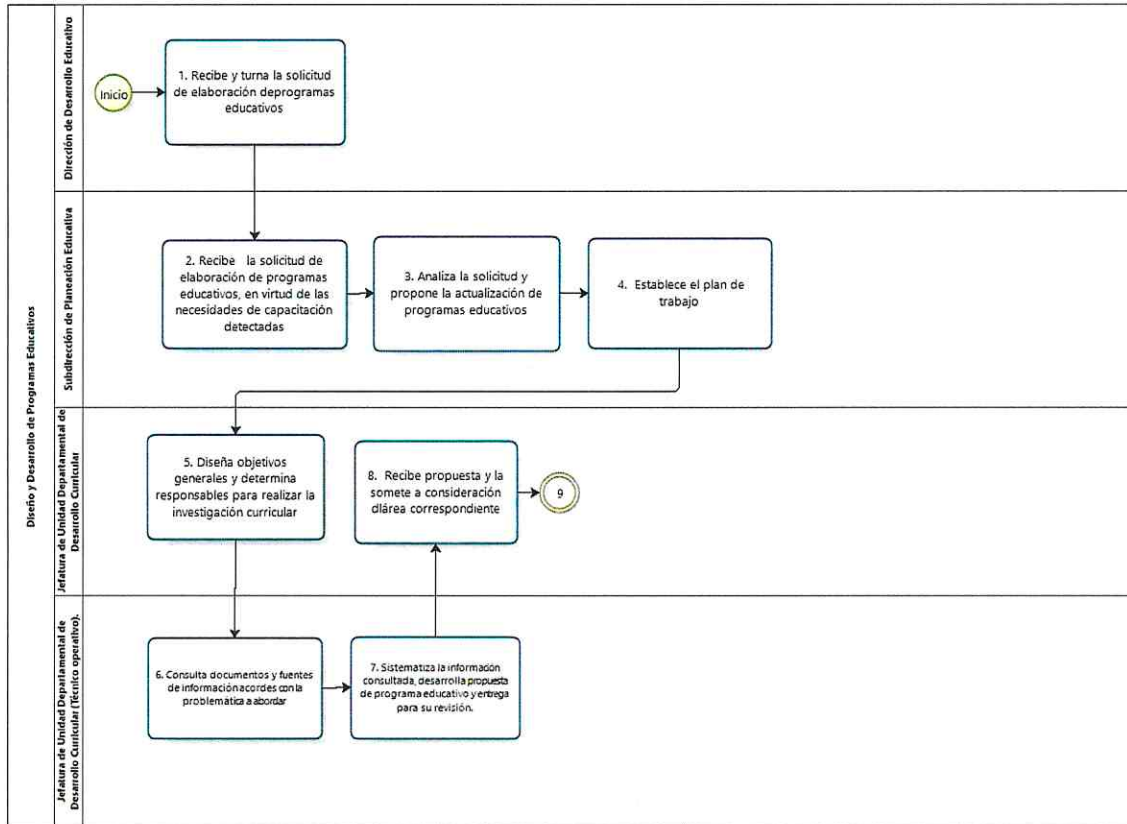 Diseño y Desarrollo de Programas Educativos
Dirección de Desarrollo Educativo
Inicio
1. Recibe y turna la solicitud
de elaboración deprogramas
educativos
Subdirección de Planeación Educativa
2. Recibe la solicitud de
elaboración de programas
educativos, en virtud de las
necesidades de capacitación
detectadas
3. Analiza la solicitud y
propone la actualización de
programas educativos
4. Establece el plan de
trabajo
Jefatura de Unidad Departamental de
Desarrollo Curricular
5. Diseña objetivos
generales y determina
responsables para realizar la
investigación curricular
8. Recibe propuesta y la
somete a consideración
dlárea correspondiente
9
Jefatura de Unidad Departamental de
Desarrollo Curricular (Técnico operativo).
6. Consulta documentos y fuentes
de información acordes con la
problemática a abordar
7. Sistematiza la información
consultada, desarrolla propuesta
de programa educativo y entrega
para su revisión.